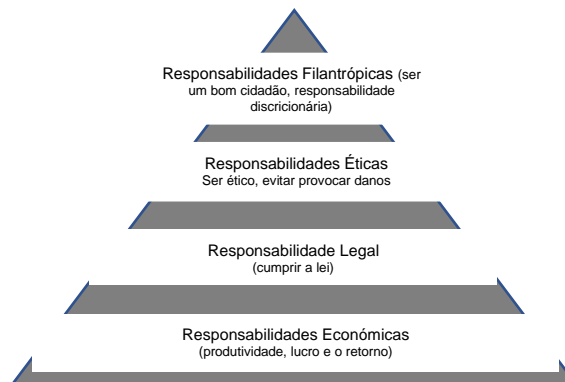 Responsabilidades Filantrópicas (ser
um bom cidadão, responsabilidade
discricionária)
Responsabilidades Éticas
Ser ético, evitar provocar danos
Responsabilidade Legal
(cumprir a lei)
Responsabilidades Económicas
(produtividade, lucro e o retorno)